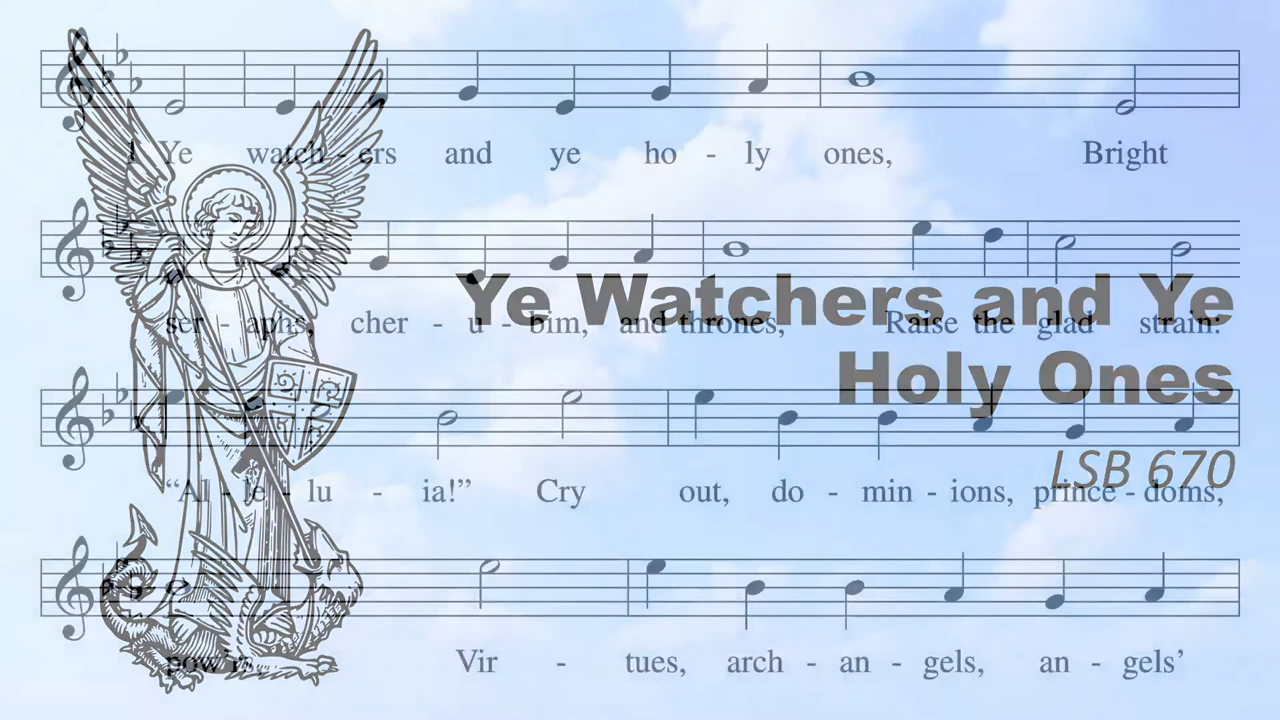 1 Ye watch - ers and ye ho - ly ones, Bright
ser - aphs, cher - u - bim, and thrones, Raise the glad strain:
Ye Watchers and Ye
Holy Ones
LSB 670
“Al - le - lu - ia!” Cry out, do - min - ions, prince - doms,
pow'rs, Vir - tues, arch - an - gels, an - gels’